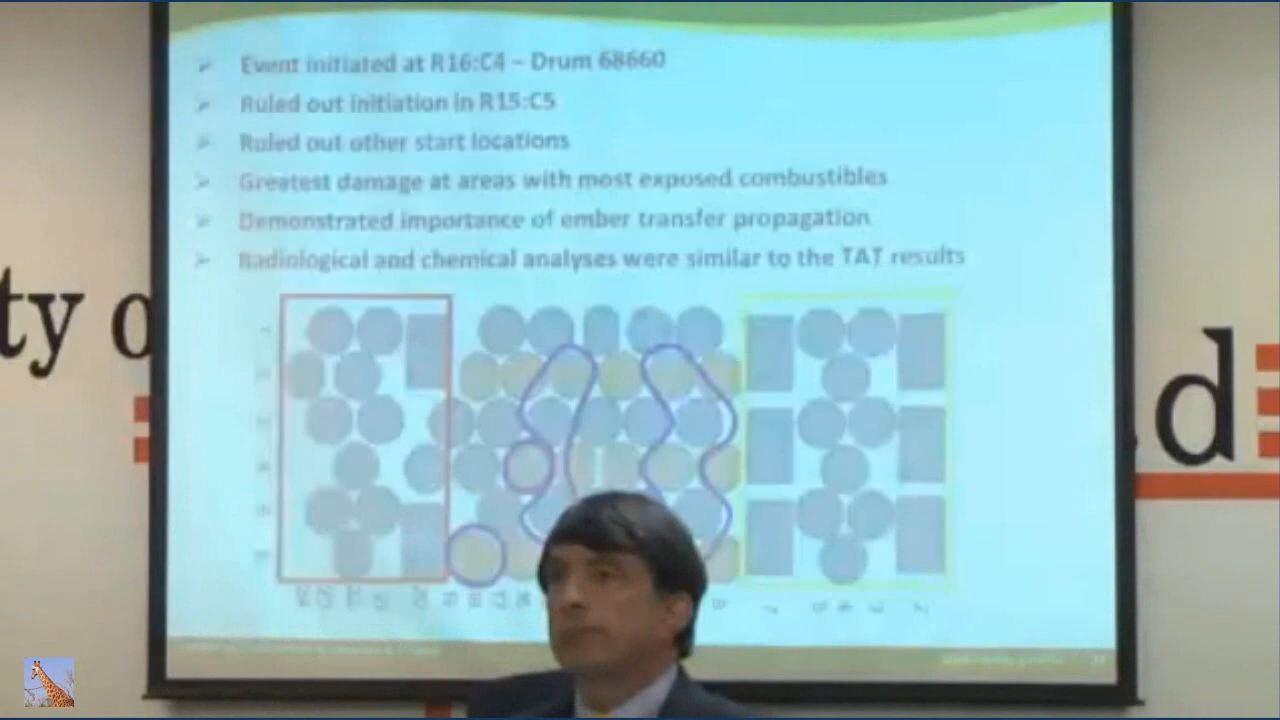 Event initiated at R16:C4 – Drum 68660
Ruled out initiation in R15:C5
Ruled out other start locations
Greatest damage at areas with most exposed combustibles
Demonstrated importance of ember transfer propagation
Radiological and chemical analyses were similar to the TAT results
ty o
d